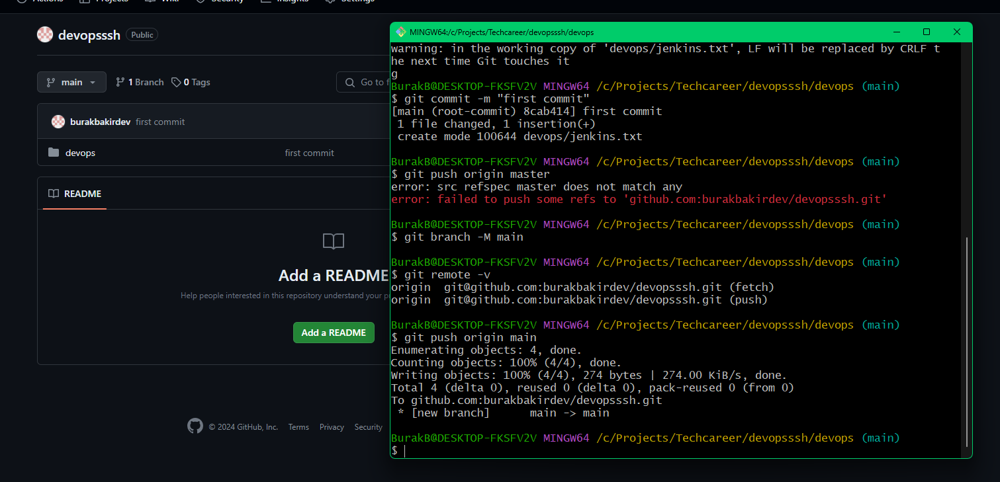 Actions Projects Wiki Security Insights Settings
devopsssh Public
main 1 Branch 0 Tags Go to f
burakbakirdev first commit
devops first commit
README
Add a README
Help people interested in this repository understand your p
Add a README
© 2024 GitHub, Inc. Terms Privacy Security
MINGW64:/c/Projects/Techcareer/devopsssh/devops
warning: in the working copy of 'devops/jenkins.txt', LF will be replaced by CRLF t
he next time Git touches it
g
BurakB@DESKTOP-FKSFV2V MINGW64 /c/Projects/Techcareer/devopsssh/devops (main)
$ git commit -m "first commit"
[main (root-commit) 8cab414] first commit
1 file changed, 1 insertion(+)
create mode 100644 devops/jenkins.txt
BurakB@DESKTOP-FKSFV2V MINGW64 /c/Projects/Techcareer/devopsssh/devops (main)
$ git push origin master
error: src refspec master does not match any
error: failed to push some refs to 'github.com:burakbakirdev/devopsssh.git'
BurakB@DESKTOP-FKSFV2V MINGW64 /c/Projects/Techcareer/devopsssh/devops (main)
$ git branch -M main
BurakB@DESKTOP-FKSFV2V MINGW64 /c/Projects/Techcareer/devopsssh/devops (main)
$ git remote -v
origin git@github.com:burakbakirdev/devopsssh.git (fetch)
origin git@github.com:burakbakirdev/devopsssh.git (push)
BurakB@DESKTOP-FKSFV2V MINGW64 /c/Projects/Techcareer/devopsssh/devops (main)
$ git push origin main
Enumerating objects: 4, done.
Counting objects: 100% (4/4), done.
Writing objects: 100% (4/4), 274 bytes | 274.00 KiB/s, done.
Total 4 (delta 0), reused 0 (delta 0), pack-reused 0 (from 0)
To github.com:burakbakirdev/devopsssh.git
* [new branch] main -> main
BurakB@DESKTOP-FKSFV2V MINGW64 /c/Projects/Techcareer/devopsssh/devops (main)
$